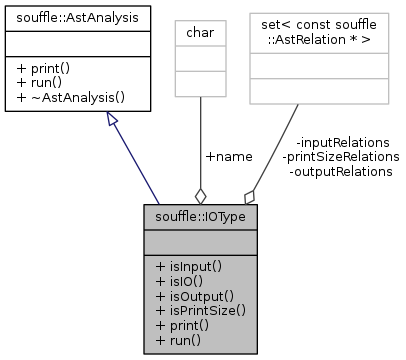 souffle::AstAnalysis
+ print()
+ run()
+ ~AstAnalysis()
char
set< const souffle
::AstRelation * >
+name
-inputRelations
-printSizeRelations
-outputRelations
souffle::IOType
+ isInput()
+ isIO()
+ isOutput()
+ isPrintSize()
+ print()
+ run()